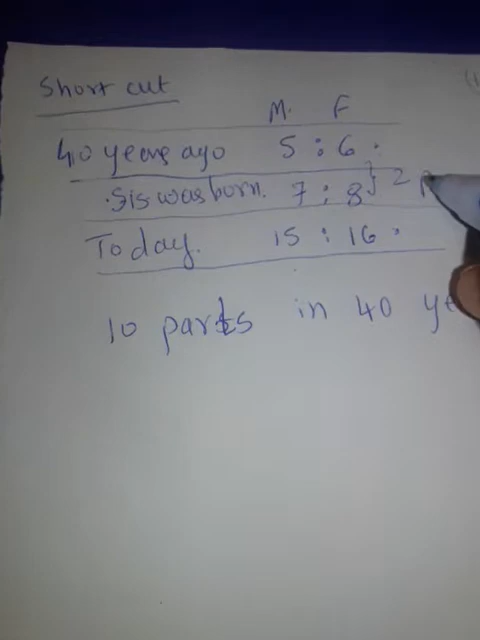 Short cut
M. F
40 years ago 5 : 6 .
.Sis was born. 7 : 8 } 2
Today. 15 : 16 .
10 parts in 40